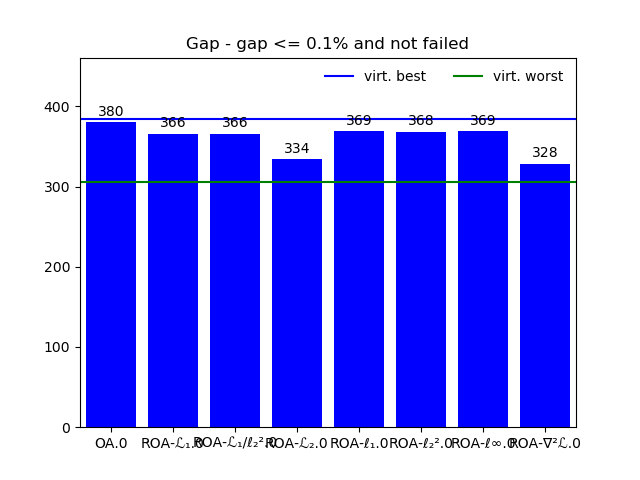 Gap - gap <= 0.1% and not failed
virt. best virt. worst
400
300
200
100
0
380 366 366 334 369 368 369 328
OA.0 ROA-ℒ₁.0 ROA-ℒ₁/ℓ₂².0 ROA-ℒ₂.0 ROA-ℓ₁.0 ROA-ℓ₂².0 ROA-ℓ∞.0 ROA-∇²ℒ.0